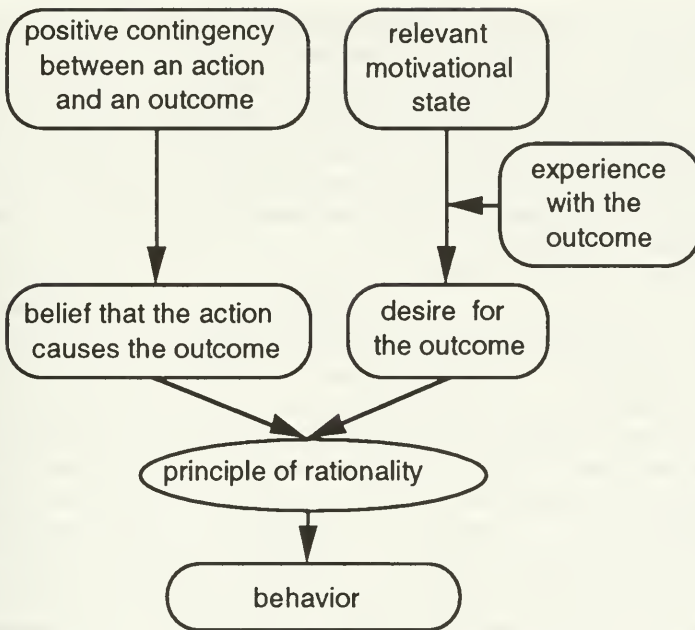 positive contingency
between an action
and an outcome
relevant
motivational
state
experience
with the
outcome
belief that the action
causes the outcome
desire for
the outcome
principle of rationality
behavior